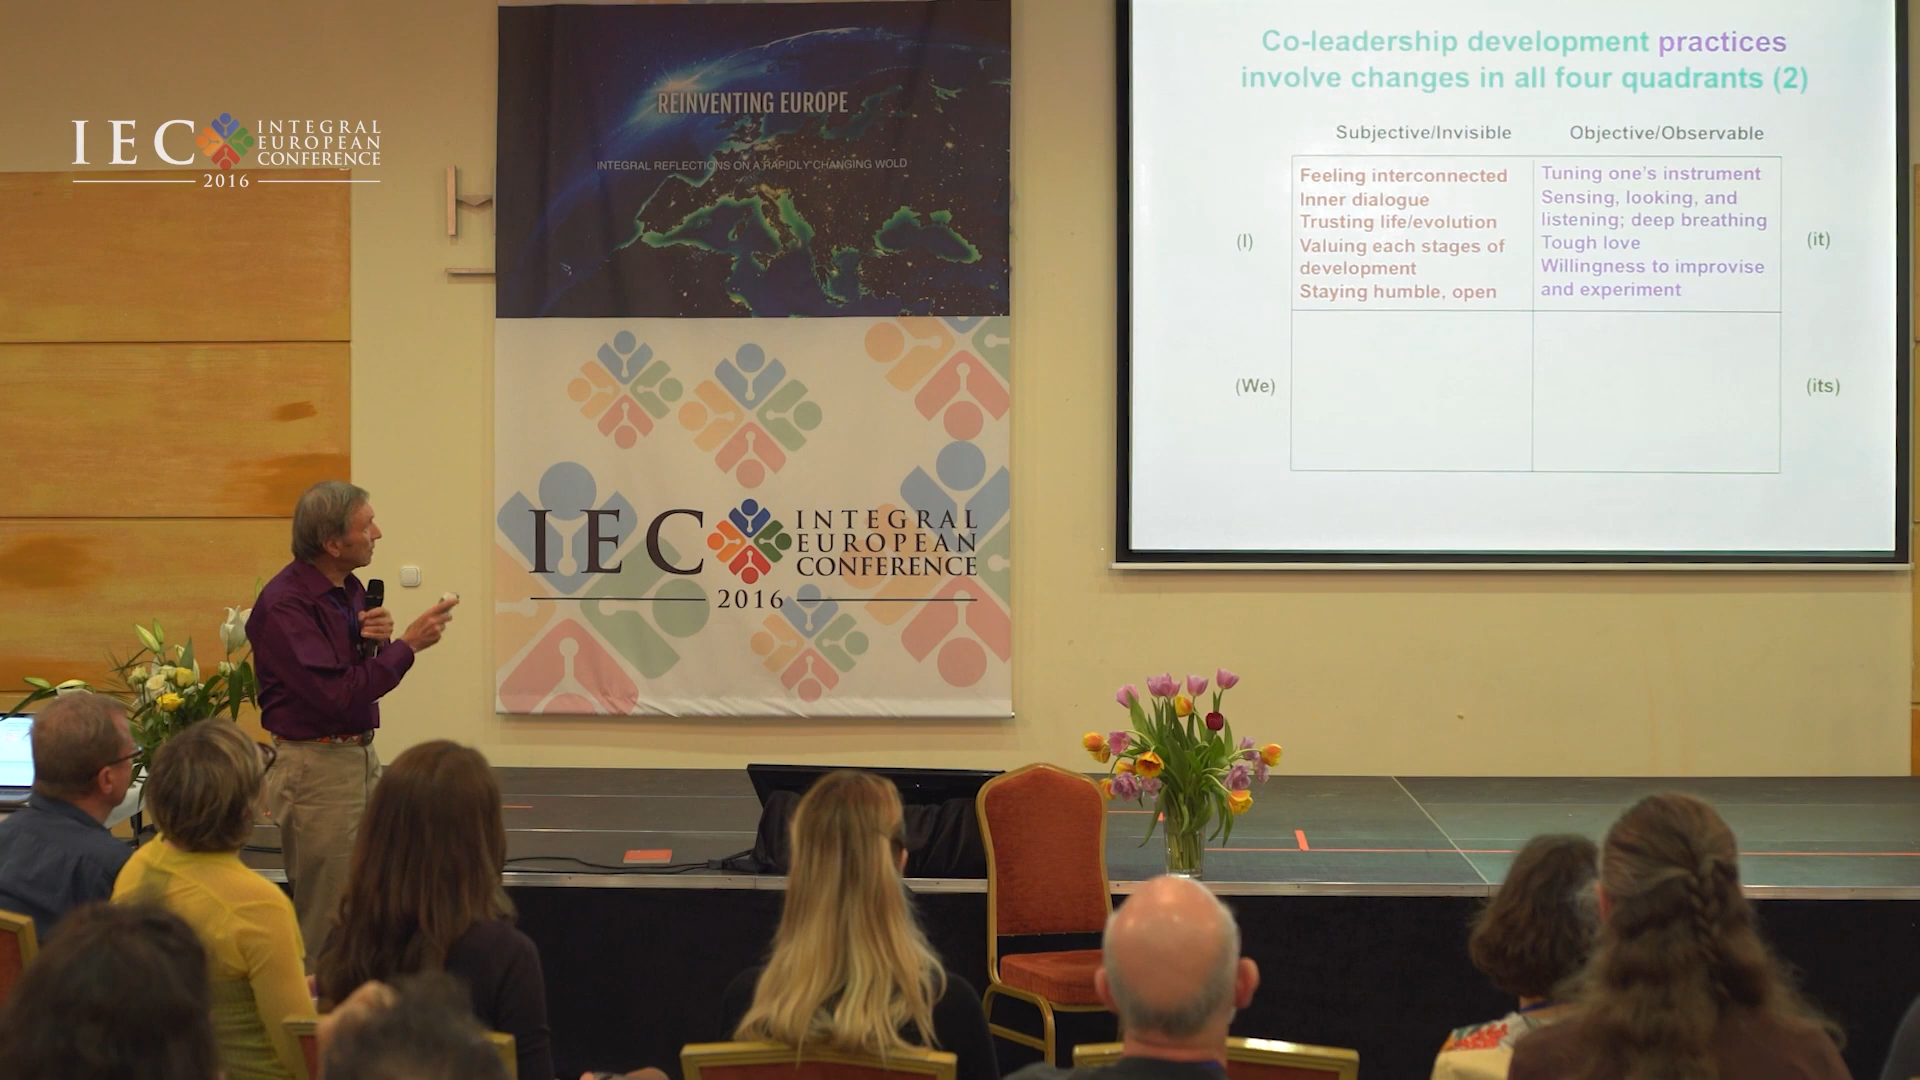 IEC INTEGRAL
EUROPEAN
CONFERENCE
2016
REINVENTING EUROPE
INTEGRAL REFLECTIONS ON A RAPIDLY CHANGING WOLD
IEC INTEGRAL
EUROPEAN
CONFERENCE
2016
Co-leadership development practices
involve changes in all four quadrants (2)
Subjective/Invisible Objective/Observable
(I)
Feeling interconnected
Inner dialogue
Trusting life/evolution
Valuing each stages of
development
Staying humble, open
Tuning one's instrument
Sensing, looking, and
listening; deep breathing
Tough love
Willingness to improvise
and experiment
(it)
(We)
(its)